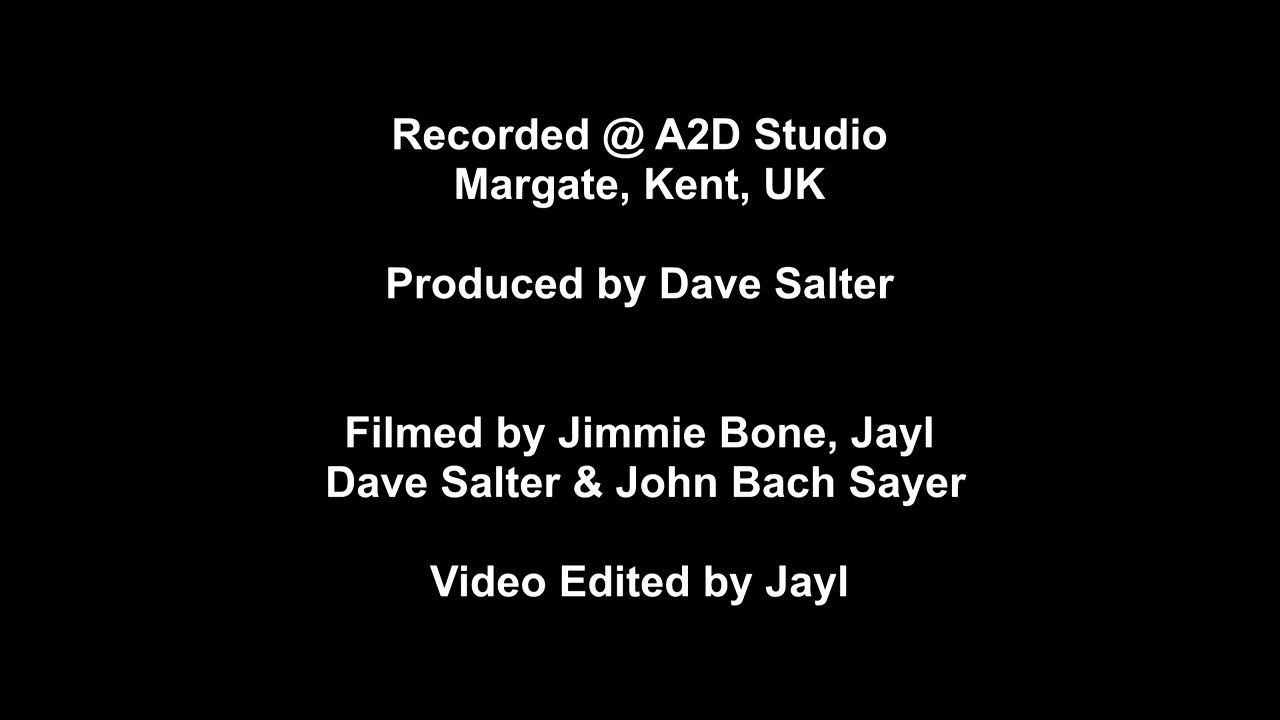 Recorded @ A2D Studio
Margate, Kent, UK
Produced by Dave Salter
Filmed by Jimmie Bone, Jayl
Dave Salter & John Bach Sayer
Video Edited by Jayl